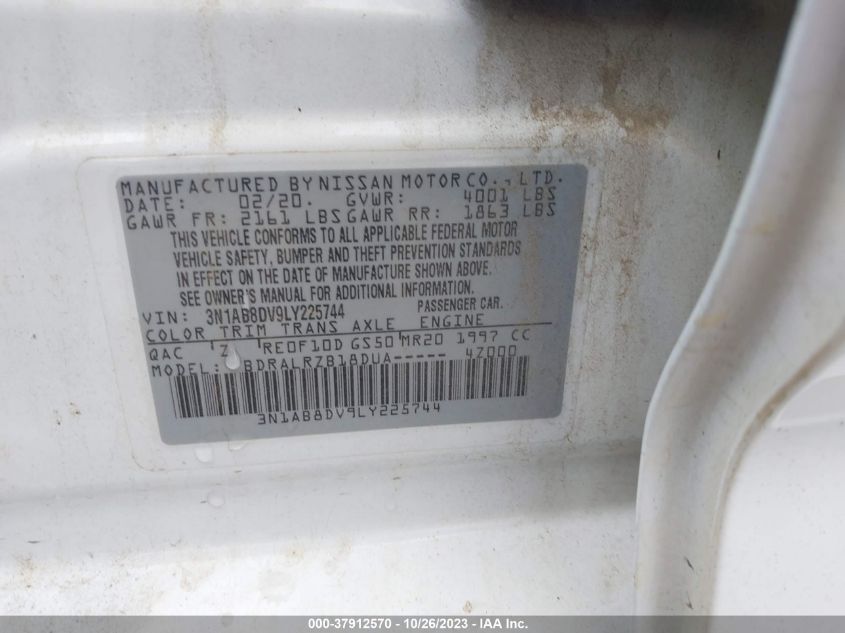 MANUFACTURED BY NISSAN MOTOR CO., LTD.
DATE: 02/20. GVWR: 4001 LBS
GAWR FR: 2161 LBS GAWR RR: 1863 LBS
THIS VEHICLE CONFORMS TO ALL APPLICABLE FEDERAL MOTOR
VEHICLE SAFETY, BUMPER AND THEFT PREVENTION STANDARDS
IN EFFECT ON THE DATE OF MANUFACTURE SHOWN ABOVE.
SEE OWNER'S MANUAL FOR ADDITIONAL INFORMATION.
VIN: 3N1AB8DV9LY225744 PASSENGER CAR.
COLOR TRIM TRANS AXLE ENGINE
QAC Z RE0F10D GS50 MR20 1997 CC
MODEL: BDRALRZB18DUA----- 4Z000
3N1AB8DV9LY225744
000-37912570 - 10/26/2023 - IAA Inc.